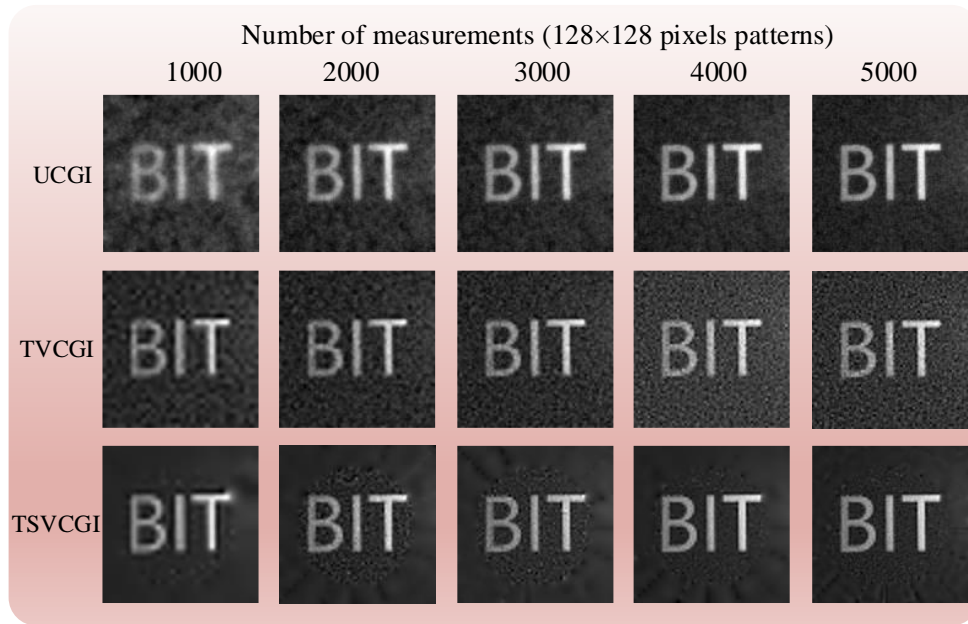 Number of measurements (128×128 pixels patterns)
1000 2000 3000 4000 5000
UCGI BIT BIT BIT BIT BIT
TVCGI BIT BIT BIT BIT BIT
TSVCGI BIT BIT BIT BIT BIT